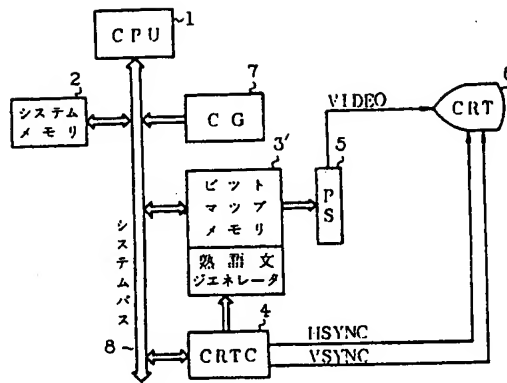 1
CPU
2
システム
メモリ
7
CG
VIDEO
6
CRT
3'
5
ビット
マップ
メモリ
PS
ジエネレータ
システムバス
4
8
CRTC
HSYNC
VSYNC